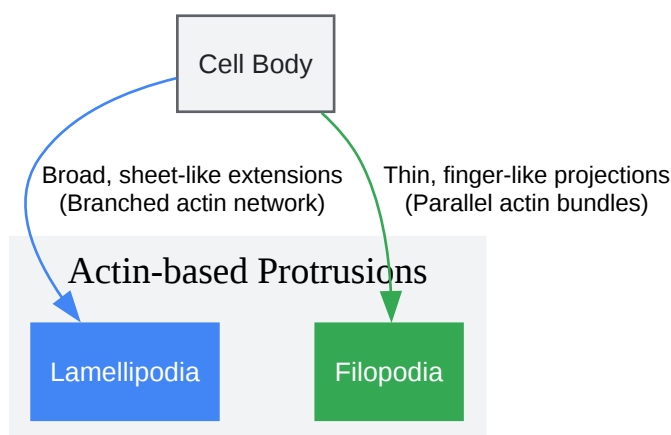 Cell Body
Broad, sheet-like extensions
(Branched actin network)
Thin, finger-like projections
(Parallel actin bundles)
Actin-based Protrusions
Lamellipodia
Filopodia